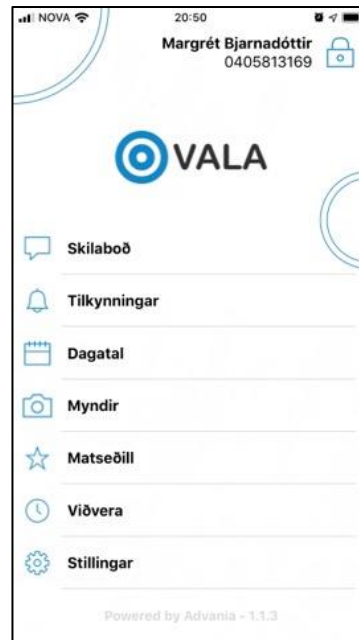 NOVA 20:50
Margrét Bjarnadóttir
0405813169
VALA
Skilaboð
Tilkynningar
Dagatal
Myndir
Matseðill
Viðvera
Stillingar
Powered by Advania - 1.1.3